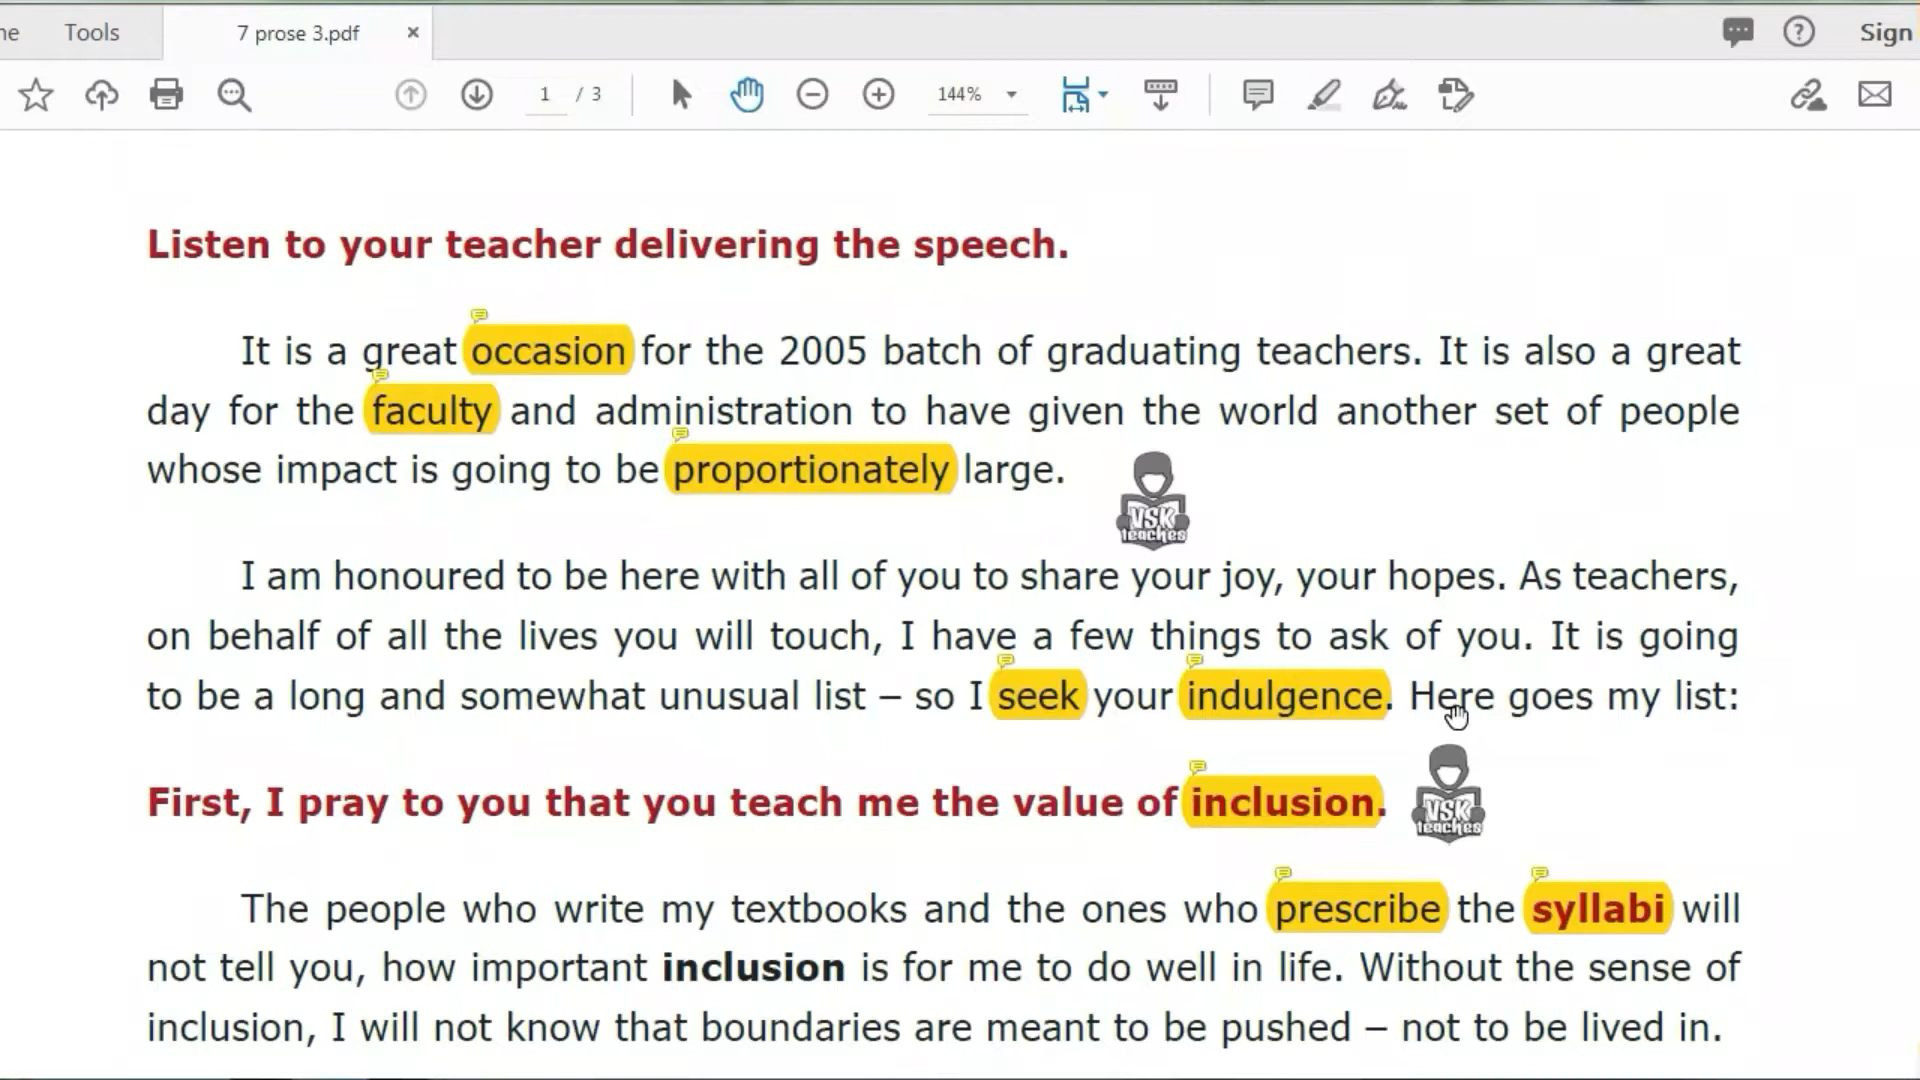 ne Tools 7 prose 3.pdf × Sign
1 / 3 144%
Listen to your teacher delivering the speech.
It is a great occasion for the 2005 batch of graduating teachers. It is also a great
day for the faculty and administration to have given the world another set of people
whose impact is going to be proportionately large.
VSK
teaches
I am honoured to be here with all of you to share your joy, your hopes. As teachers,
on behalf of all the lives you will touch, I have a few things to ask of you. It is going
to be a long and somewhat unusual list – so I seek your indulgence. Here goes my list:
First, I pray to you that you teach me the value of inclusion.
VSK
teaches
The people who write my textbooks and the ones who prescribe the syllabi will
not tell you, how important inclusion is for me to do well in life. Without the sense of
inclusion, I will not know that boundaries are meant to be pushed – not to be lived in.